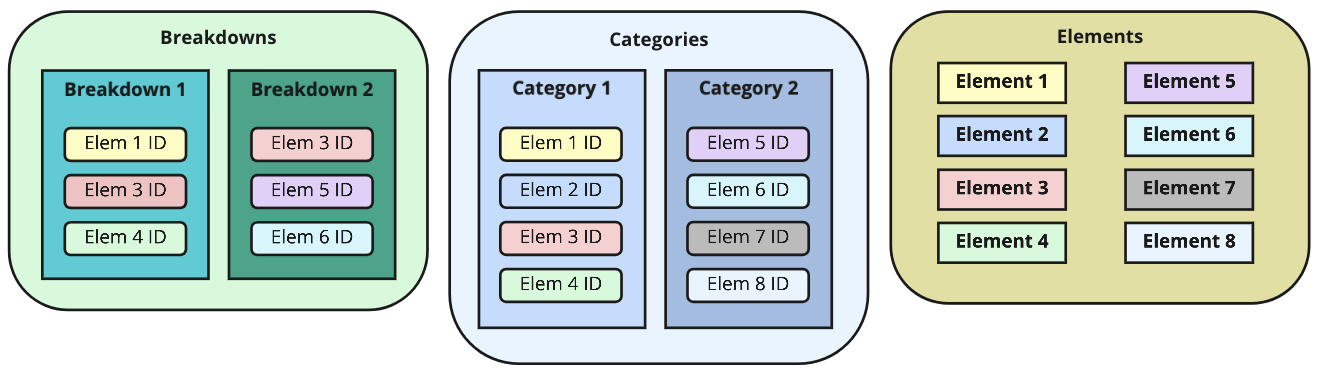 Breakdowns
Breakdown 1
Elem 1 ID
Elem 3 ID
Elem 4 ID
Breakdown 2
Elem 3 ID
Elem 5 ID
Elem 6 ID
Categories
Category 1
Elem 1 ID
Elem 2 ID
Elem 3 ID
Elem 4 ID
Category 2
Elem 5 ID
Elem 6 ID
Elem 7 ID
Elem 8 ID
Elements
Element 1
Element 2
Element 3
Element 4
Element 5
Element 6
Element 7
Element 8